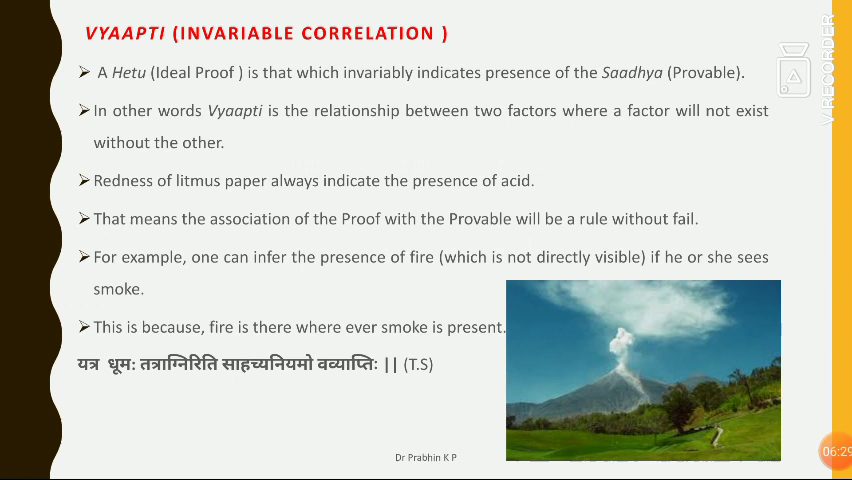 VYAAPTI (INVARIABLE CORRELATION )
➢ A Hetu (Ideal Proof ) is that which invariably indicates presence of the Saadhya (Provable).
➢ In other words Vyaapti is the relationship between two factors where a factor will not exist
without the other.
➢ Redness of litmus paper always indicate the presence of acid.
➢ That means the association of the Proof with the Provable will be a rule without fail.
➢ For example, one can infer the presence of fire (which is not directly visible) if he or she sees
smoke.
➢ This is because, fire is there where ever smoke is present.
यत्र धूम: तत्राग्निरिति साहच्यनियमो वव्याप्तिः || (T.S)
Dr Prabhin K P
V RECORDER
06:29